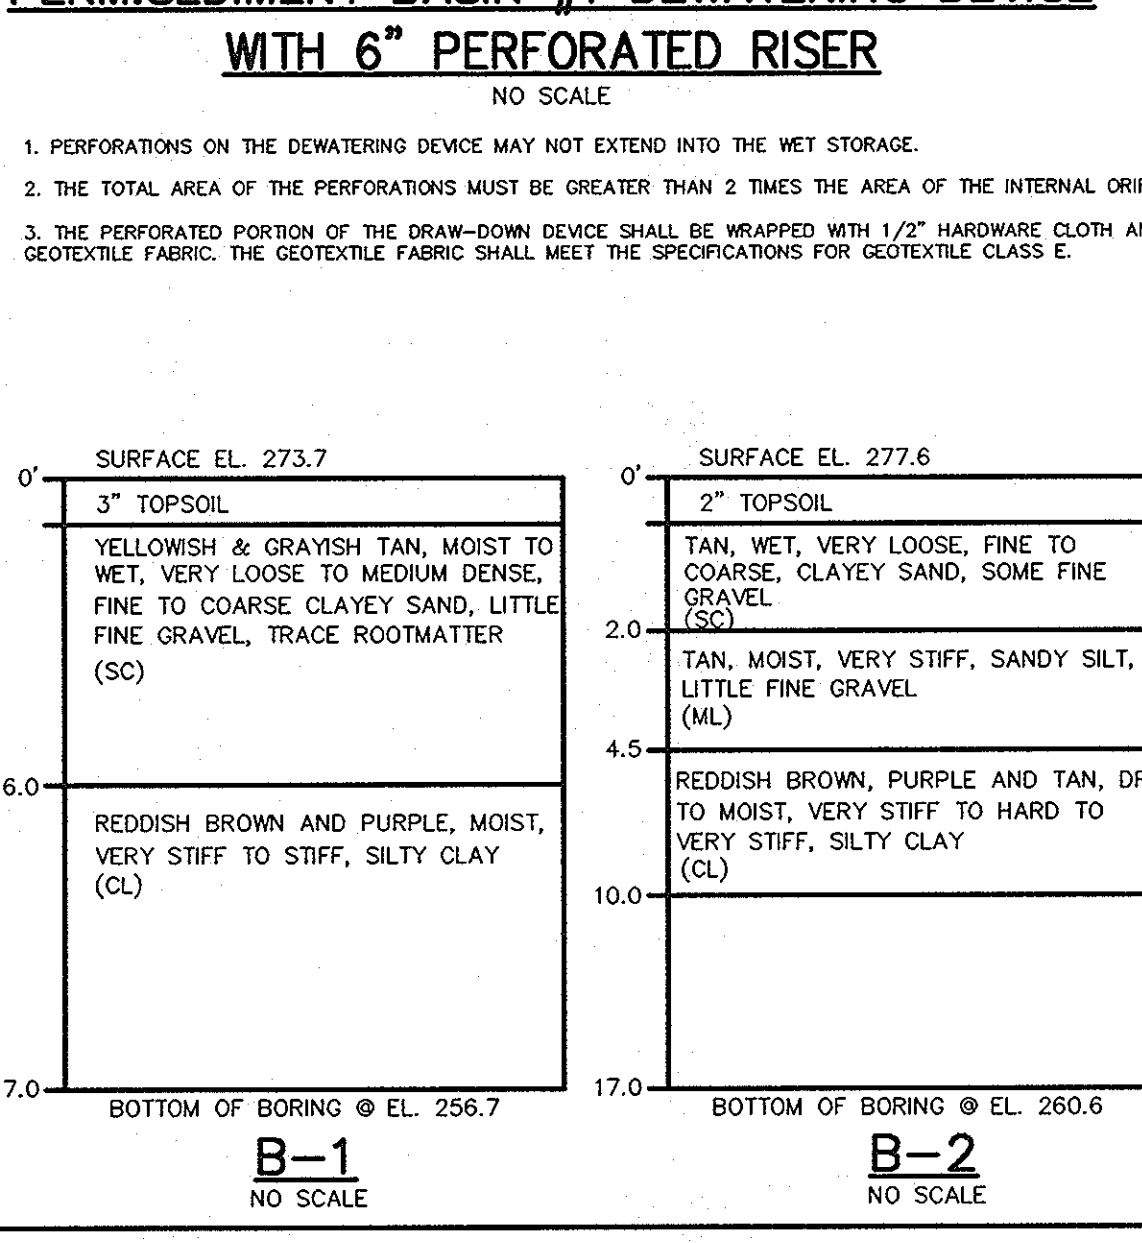 PERM.SEDIMENT BASIN #1 DEWATERING DEVICE
WITH 6" PERFORATED RISER
NO SCALE
1. PERFORATIONS ON THE DEWATERING DEVICE MAY NOT EXTEND INTO THE WET STORAGE.
2. THE TOTAL AREA OF THE PERFORATIONS MUST BE GREATER THAN 2 TIMES THE AREA OF THE INTERNAL
3. THE PERFORATED PORTION OF THE DRAW-DOWN DEVICE SHALL BE WRAPPED WITH 1/2" HARDWARE CLOTH
GEOTEXTILE FABRIC. THE GEOTEXTILE FABRIC SHALL MEET THE SPECIFICATIONS FOR GEOTEXTILE CLASS E.
SURFACE EL. 273.7
0'
3" TOPSOIL
YELLOWISH & GRAYISH TAN, MOIST TO
WET, VERY LOOSE TO MEDIUM DENSE,
FINE TO COARSE CLAYEY SAND, LITTLE
FINE GRAVEL, TRACE ROOTMATTER
(SC)
6.0
REDDISH BROWN AND PURPLE, MOIST,
VERY STIFF TO STIFF, SILTY CLAY
(CL)
7.0
BOTTOM OF BORING @ EL. 256.7
B-1
NO SCALE
SURFACE EL. 277.6
0'
2" TOPSOIL
TAN, WET, VERY LOOSE, FINE TO
COARSE, CLAYEY SAND, SOME FINE
GRAVEL
(SC)
2.0
TAN, MOIST, VERY STIFF, SANDY SILT,
LITTLE FINE GRAVEL
(ML)
4.5
REDDISH BROWN, PURPLE AND TAN,
TO MOIST, VERY STIFF TO HARD TO
VERY STIFF, SILTY CLAY
(CL)
10.0
17.0
BOTTOM OF BORING @ EL. 260.6
B-2
NO SCALE